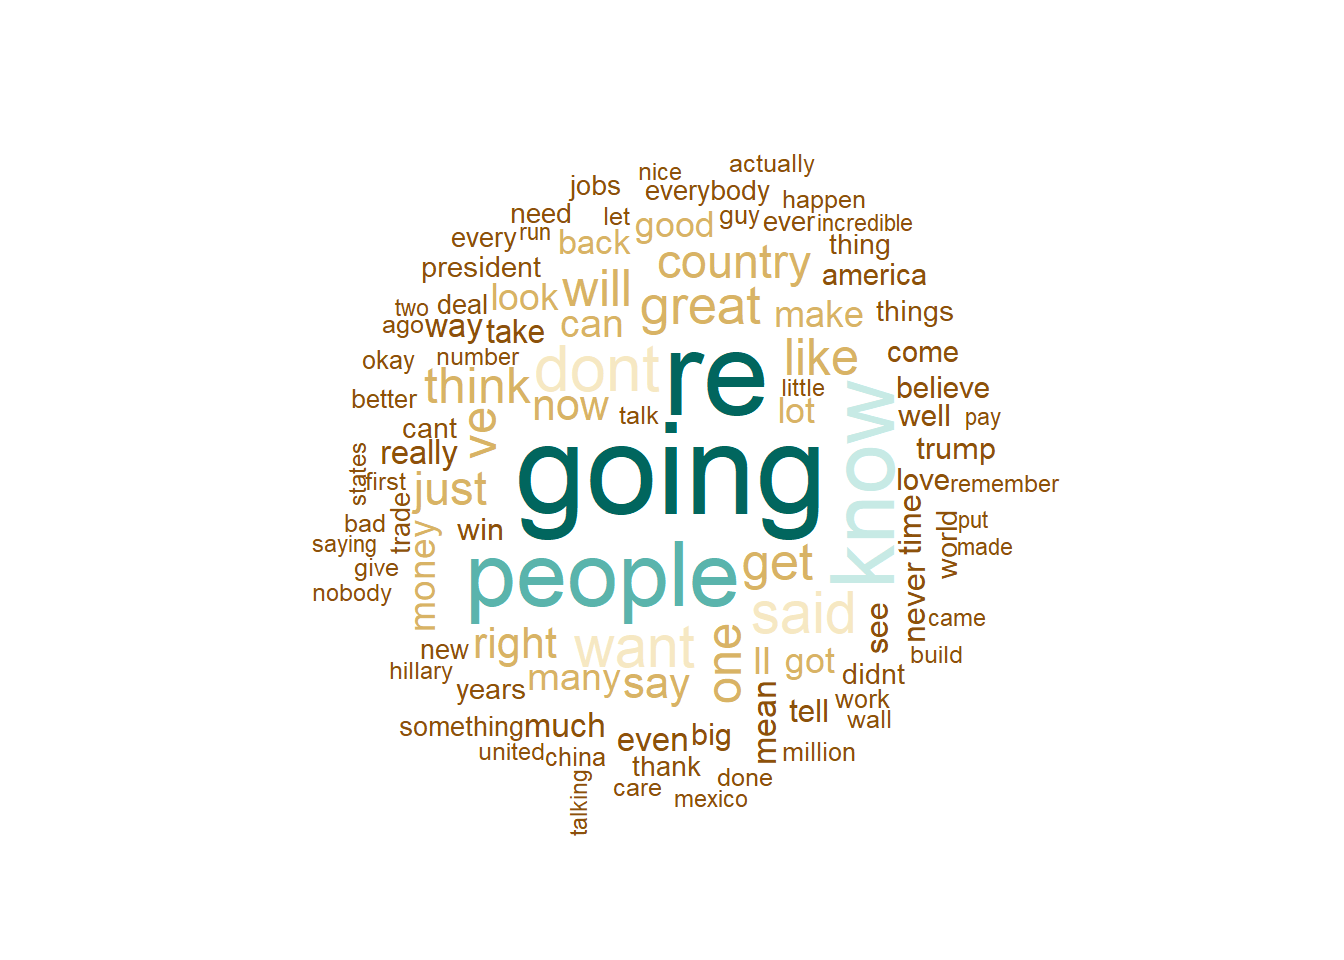 actually
nice
jobs
everybody
happen
need
let
good
guy
ever
incredible
every
run
back
thing
president
country
america
two
deal
look
will
great
make
things
ago
way
take
can
okay
number
dont
re
like
come
better
think
now
talk
little
lot
believe
cant
ve
know
well
pay
really
trump
states
first
just
going
love
remember
bad
trade
win
time
world
put
saying
made
give
money
people
get
nobody
never
said
see
came
new
right
want
one
ll
got
build
hillary
didnt
years
many
say
mean
work
something
much
tell
wall
even
big
united
china
million
thank
done
talking
care
mexico